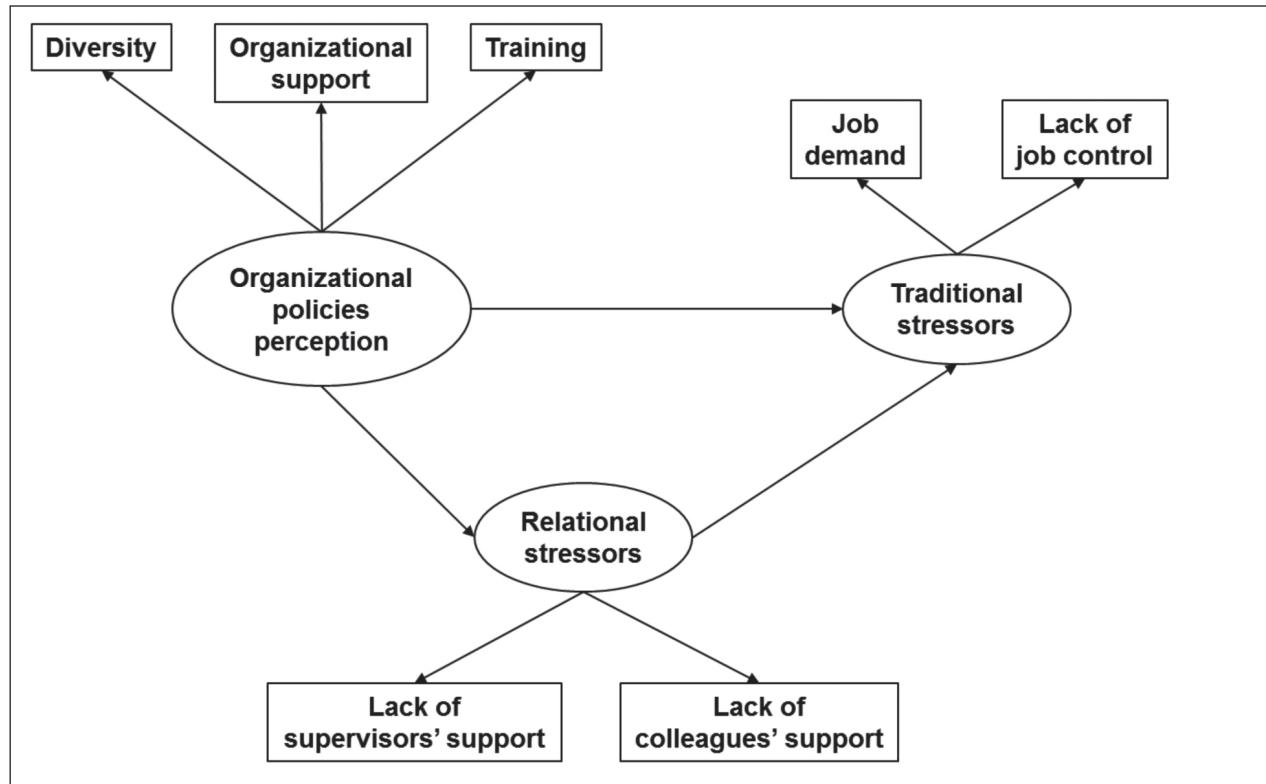 Diversity
Organizational
support
Training
Job
demand
Lack of
job control
Organizational
policies
perception
Traditional
stressors
Relational
stressors
Lack of
supervisors’ support
Lack of
colleagues’ support